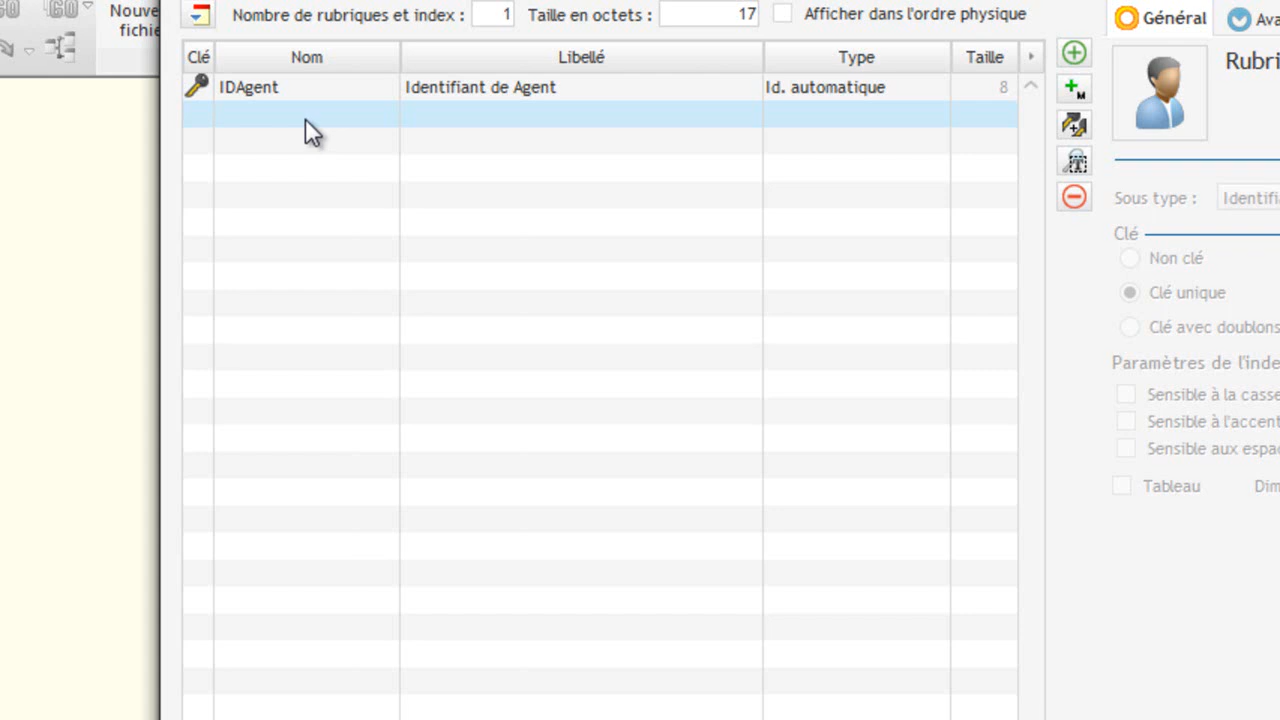 Nouve
fichie
Nombre de rubriques et index : 1 Taille en octets : 17 Afficher dans l'ordre physique
Clé Nom Libellé Type Taille
IDAgent Identifiant de Agent Id. automatique 8
Général Ava
Rubri
Sous type : Identifi
Clé
Non clé
Clé unique
Clé avec doublons
Paramètres de l'inde
Sensible à la casse
Sensible à l'accent
Sensible aux espac
Tableau Dim